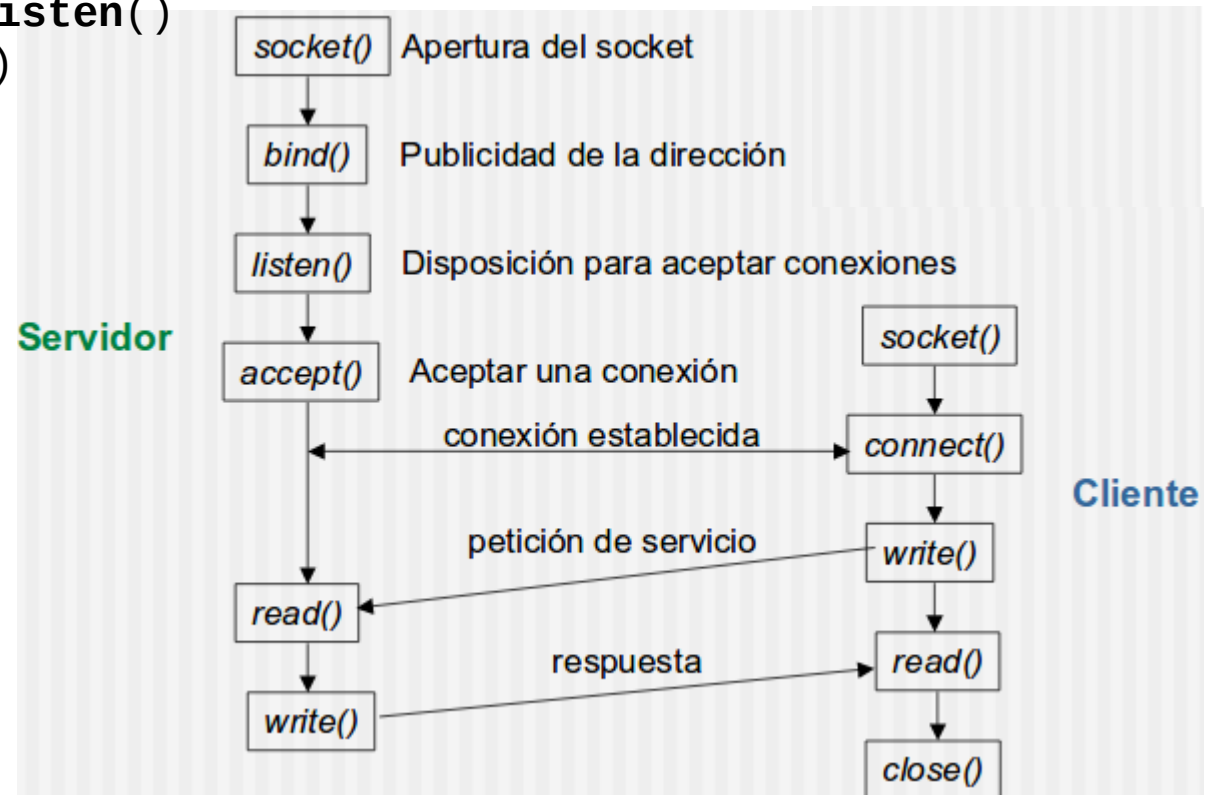 isten()
)
socket() Apertura del socket
bind() Publicidad de la dirección
listen() Disposición para aceptar conexiones
Servidor
socket()
accept() Aceptar una conexión
conexión establecida
connect()
Cliente
petición de servicio
write()
read()
respuesta
read()
write()
close()